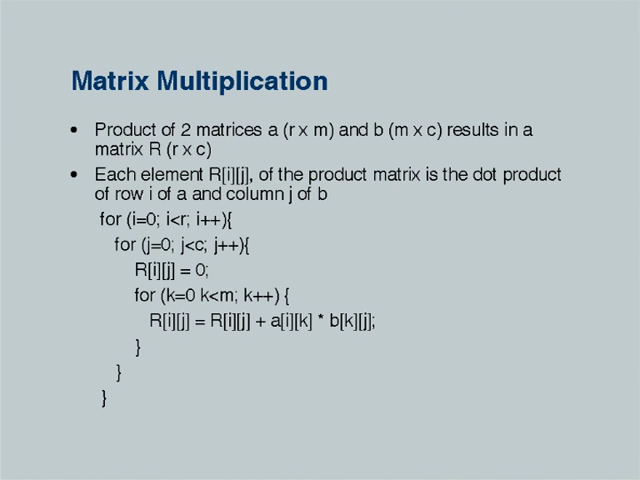 Matrix Multiplication
• Product of 2 matrices a (r x m) and b (m x c) results in a
matrix R (r x c)
• Each element R[i][j], of the product matrix is the dot product
of row i of a and column j of b
for (i=0; i<r; i++){
for (j=0; j<c; j++){
R[i][j] = 0;
for (k=0 k<m; k++) {
R[i][j] = R[i][j] + a[i][k] * b[k][j];
}
}
}